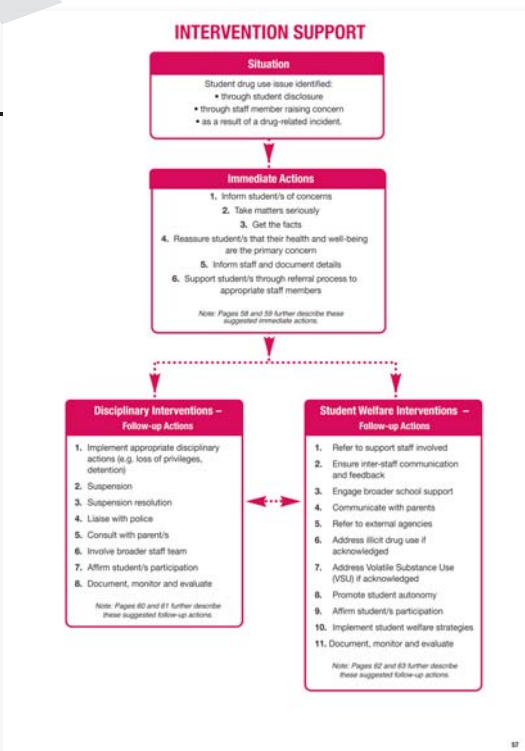 INTERVENTION SUPPORT
Situation
Student drug use issue identified:
• through student disclosure
• through staff member raising concern
• as a result of a drug-related incident.
Immediate Actions
1. Inform student/s of concerns
2. Take matters seriously
3. Get the facts
4. Reassure student/s that their health and well-being
are the primary concern
5. Inform staff and document details
6. Support student/s through referral process to
appropriate staff members
Note: Pages 58 and 59 further describe these
suggested immediate actions.
Disciplinary Interventions –
Follow-up Actions
1. Implement appropriate disciplinary
actions (e.g. loss of privileges,
detention)
2. Suspension
3. Suspension resolution
4. Liaise with police
5. Consult with parent/s
6. Involve broader staff team
7. Affirm student/s participation
8. Document, monitor and evaluate
Note: Pages 60 and 61 further describe
these suggested follow-up actions.
Student Welfare Interventions –
Follow-up Actions
1. Refer to support staff involved
2. Ensure inter-staff communication
and feedback
3. Engage broader school support
4. Communicate with parents
5. Refer to external agencies
6. Address illicit drug use if
acknowledged
7. Address Volatile Substance Use
(VSU) if acknowledged
8. Promote student autonomy
9. Affirm student/s participation
10. Implement student welfare strategies
11. Document, monitor and evaluate
Note: Pages 62 and 63 further describe
these suggested follow-up actions.
57